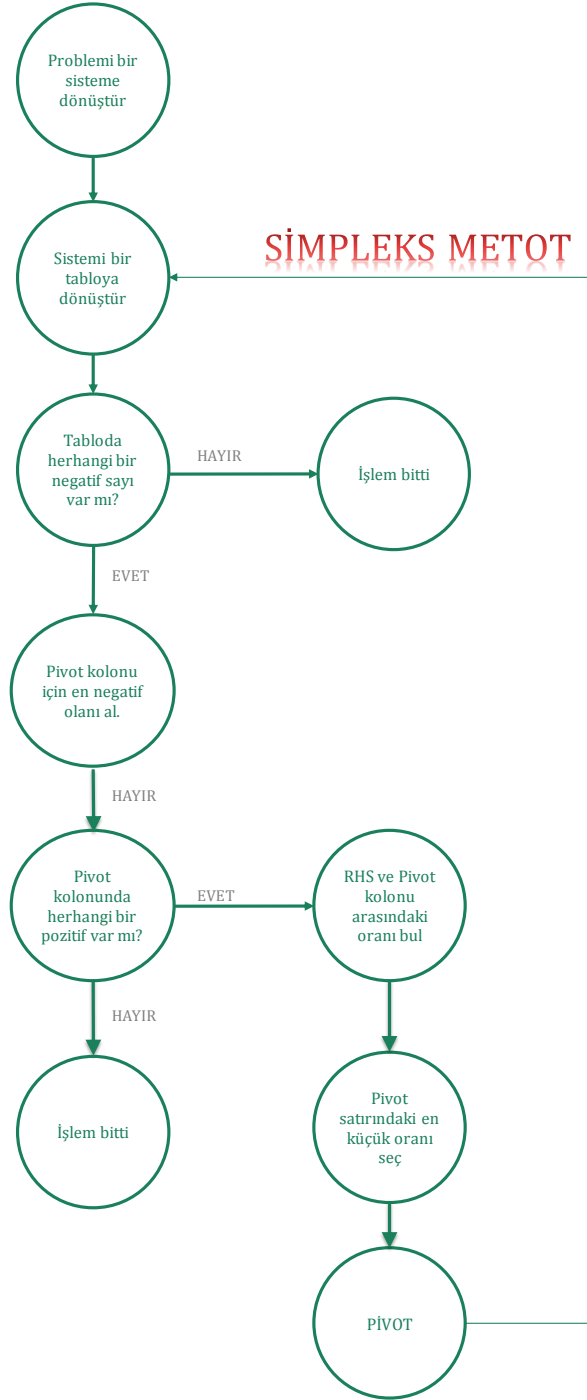 Problemi bir
sisteme
dönüştür
SİMPLEKS METOT
Sistemi bir
tabloya
dönüştür
Tabloda
herhangi bir
negatif sayı
var mı?
HAYIR
İşlem bitti
EVET
Pivot kolonu
için en negatif
olanı al.
HAYIR
Pivot
kolonunda
herhangi bir
pozitif var mı?
EVET
RHS ve Pivot
kolonu
arasındaki
oranı bul
HAYIR
İşlem bitti
Pivot
satırındaki en
küçük oranı
seç
PİVOT